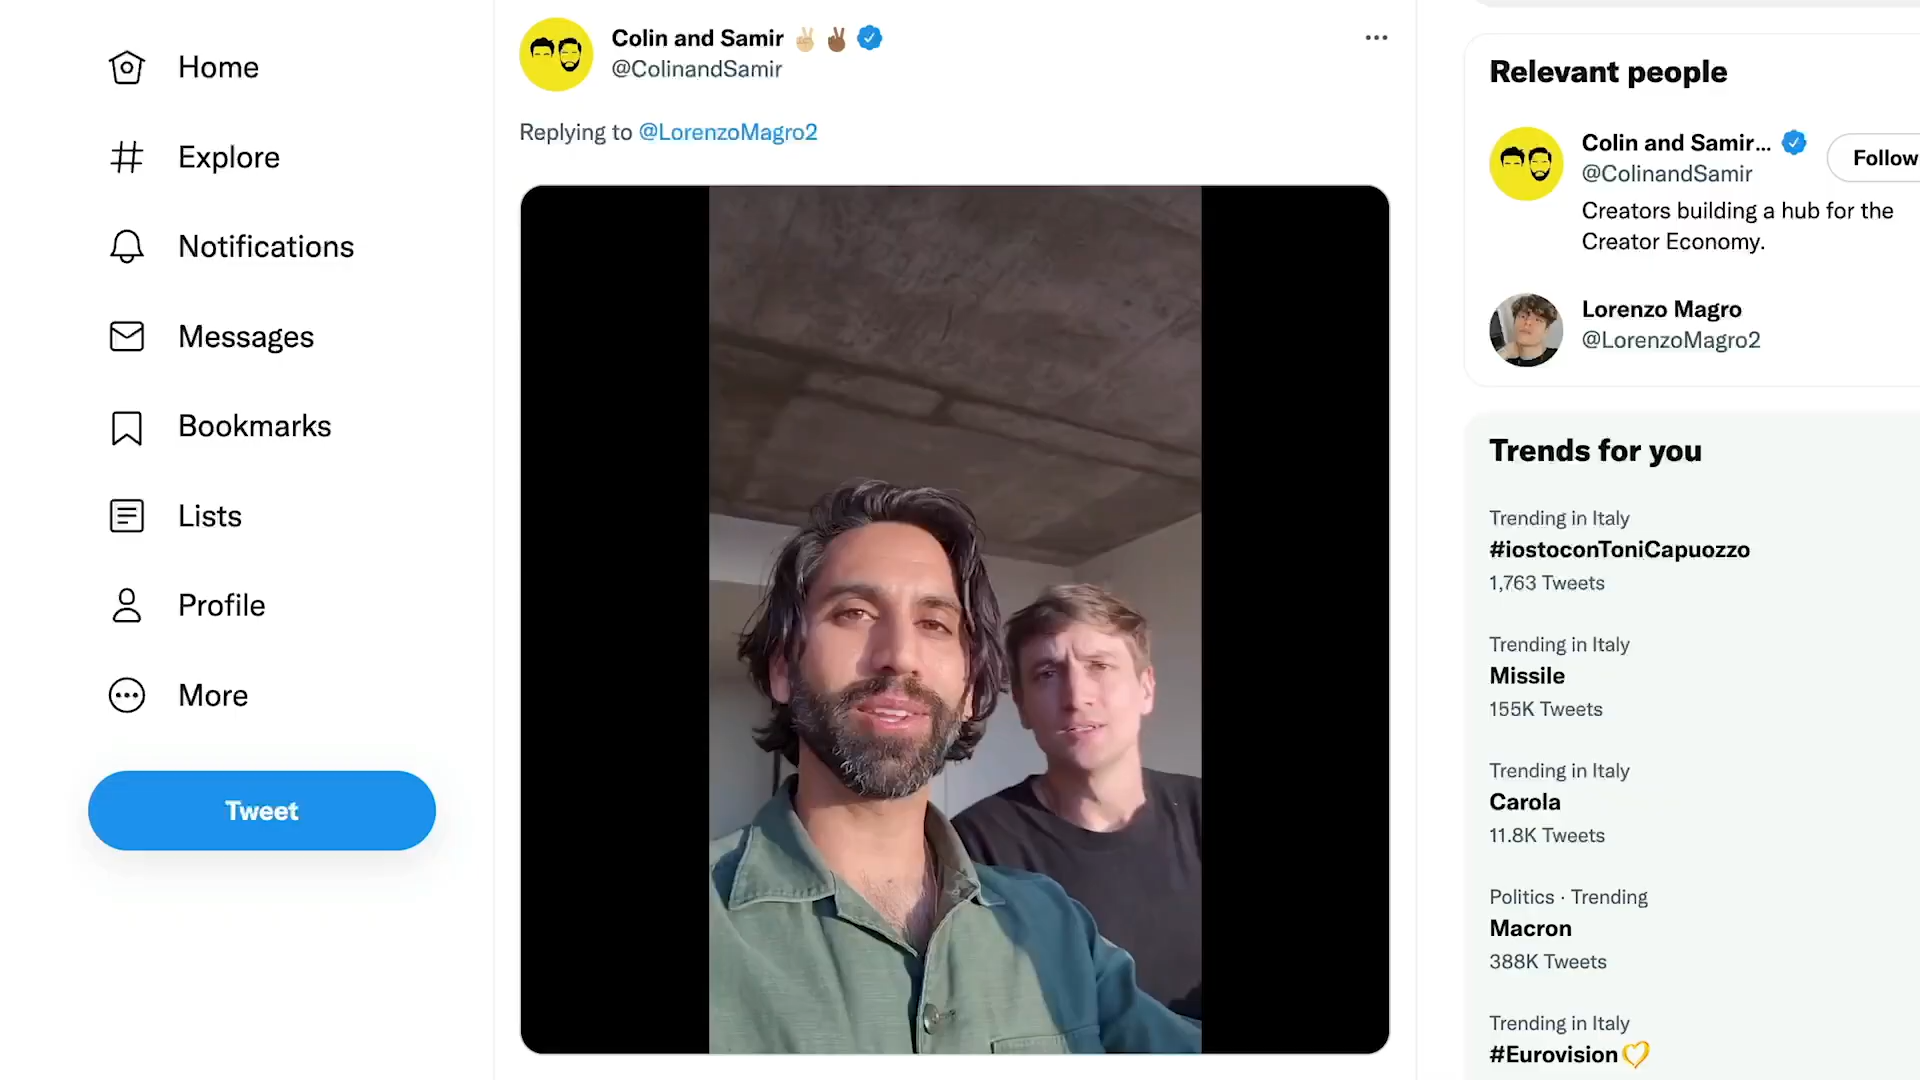 Home
Explore
Notifications
Messages
Bookmarks
Lists
Profile
More
Tweet
Colin and Samir ✌🏼✌🏾
@ColinandSamir
Replying to @LorenzoMagro2
Relevant people
Colin and Samir...
@ColinandSamir
Follow
Creators building a hub for the
Creator Economy.
Lorenzo Magro
@LorenzoMagro2
Trends for you
Trending in Italy
#iostoconToniCapuozzo
1,763 Tweets
Trending in Italy
Missile
155K Tweets
Trending in Italy
Carola
11.8K Tweets
Politics · Trending
Macron
388K Tweets
Trending in Italy
#Eurovision